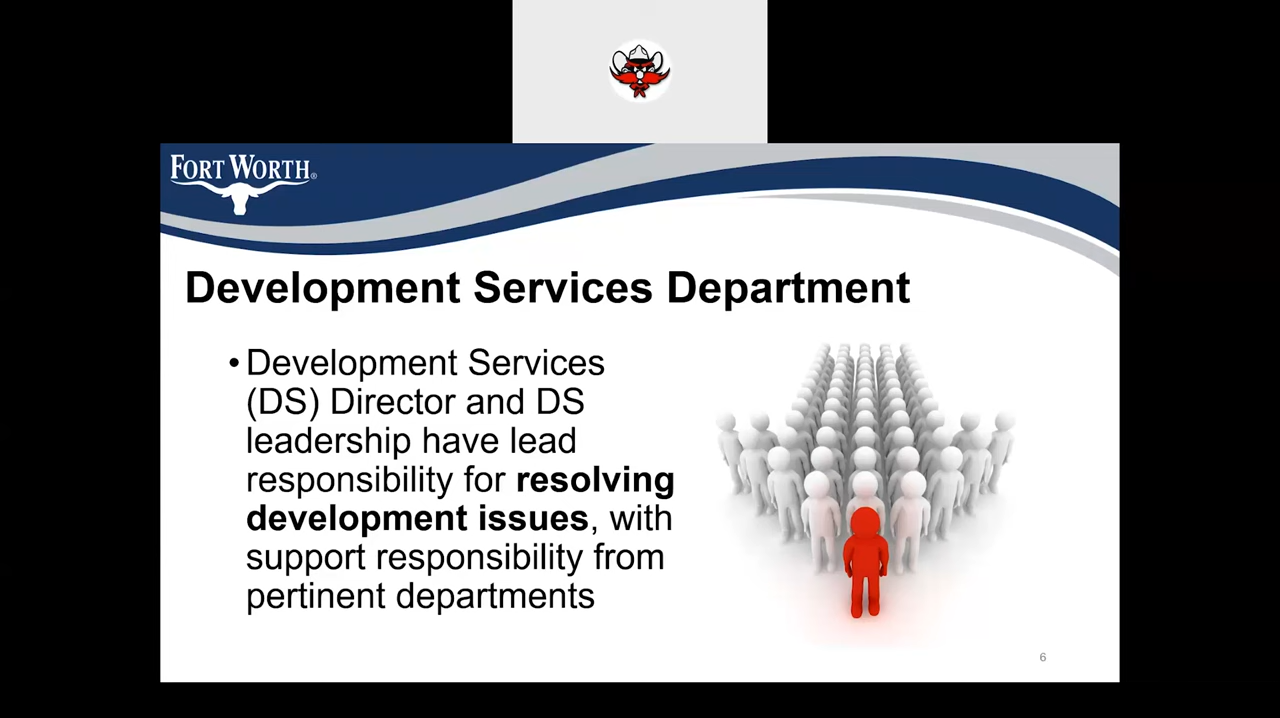 FORT WORTH®
Development Services Department
• Development Services
(DS) Director and DS
leadership have lead
responsibility for resolving
development issues, with
support responsibility from
pertinent departments
6